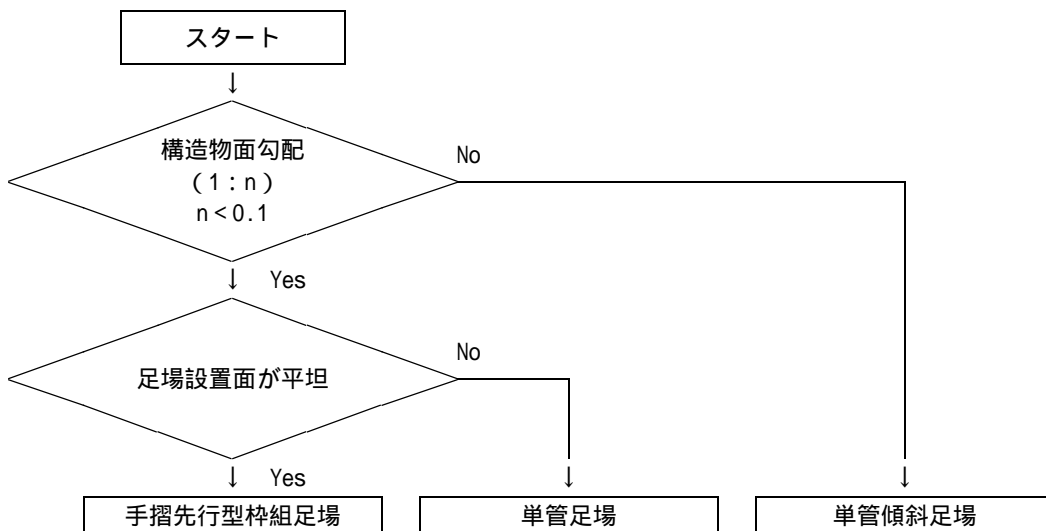 スタート
↓
構造物面勾配
(1:n)
n<0.1
No
↓ Yes
足場設置面が平坦
No
↓ Yes
↓
↓
手摺先行型枠組足場
単管足場
単管傾斜足場